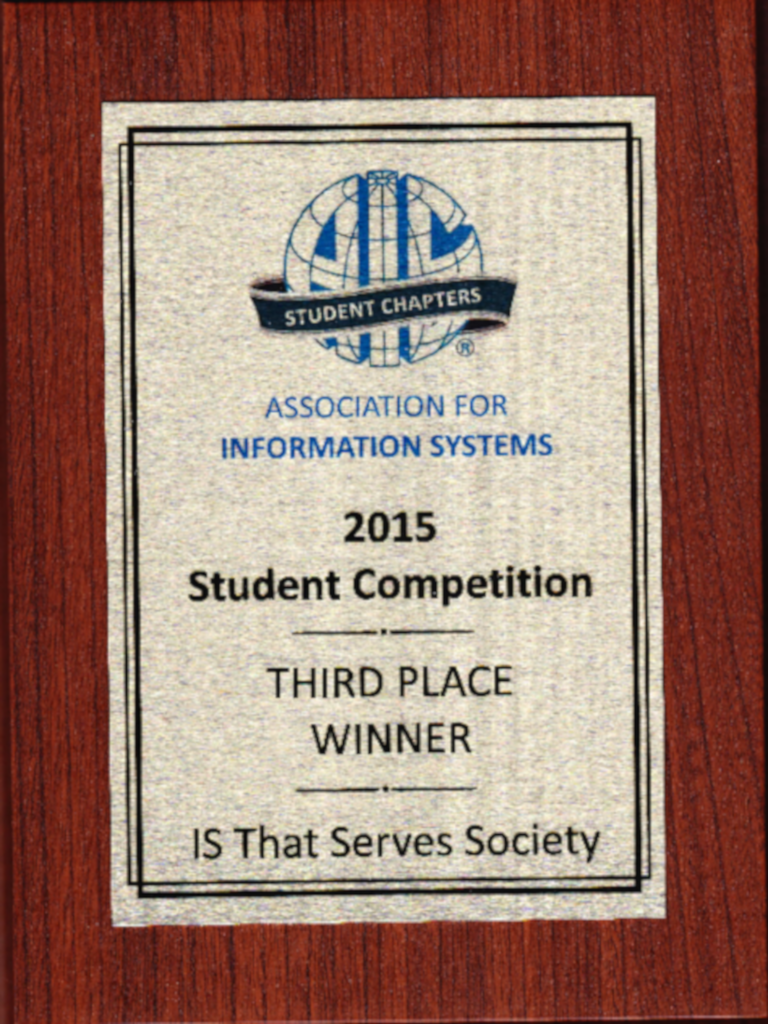 STUDENT CHAPTERS
®
ASSOCIATION FOR
INFORMATION SYSTEMS
2015
Student Competition
THIRD PLACE
WINNER
IS That Serves Society